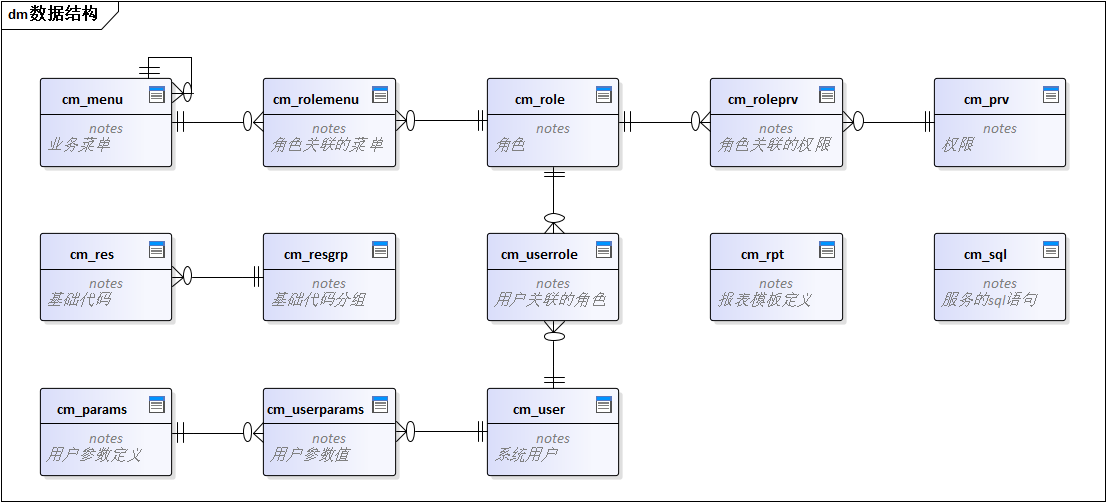 dm 数据结构
cm_menu
notes
业务菜单
cm_rolemenu
notes
角色关联的菜单
cm_role
notes
角色
cm_roleprv
notes
角色关联的权限
cm_prv
notes
权限
cm_res
notes
基础代码
cm_resgrp
notes
基础代码分组
cm_userrole
notes
用户关联的角色
cm_rpt
notes
报表模板定义
cm_sql
notes
服务的sql语句
cm_params
notes
用户参数定义
cm_userparams
notes
用户参数值
cm_user
notes
系统用户